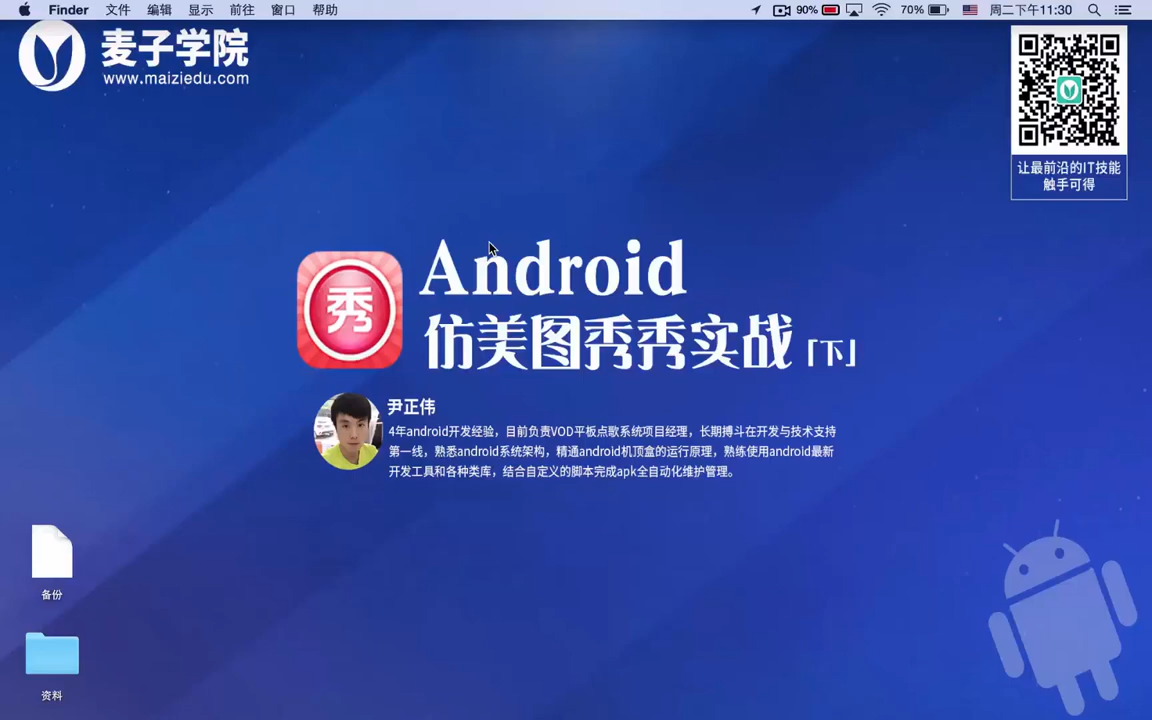 Finder 文件 编辑 显示 前往 窗口 帮助 90% 70% 周二下午11:30
麦子学院
www.maiziedu.com
让最前沿的IT技能
触手可得
秀
Android
仿美图秀秀实战「下」
尹正伟
4年android开发经验，目前负责VOD平板点歌系统项目经理，长期搏斗在开发与技术支持
第一线，熟悉android系统架构，精通android机顶盒的运行原理，熟练使用android最新
开发工具和各种类库，结合自定义的脚本完成apk全自动化维护管理。
备份
资料